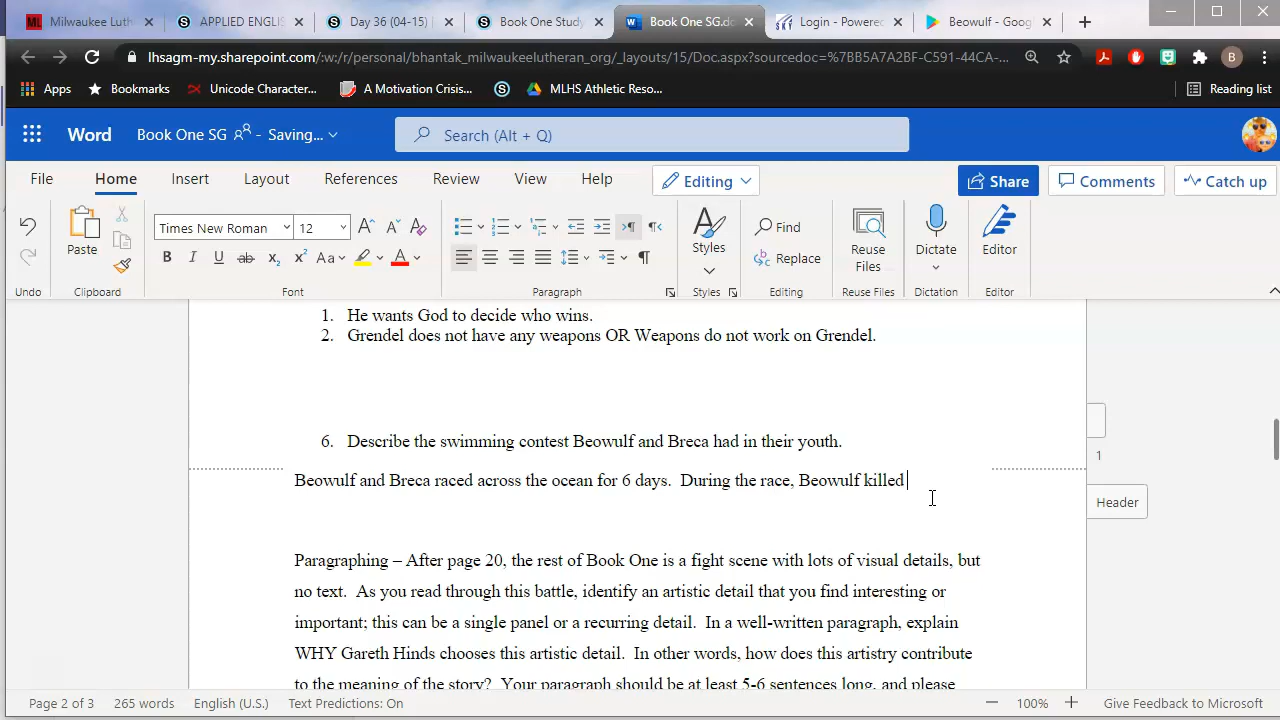 Milwaukee Luth
APPLIED ENGLI
Day 36 (04-15)
Book One Study
Book One SG.do
Login - Powered
Beowulf - Goog
lhsagm-my.sharepoint.com/:w:/r/personal/bhantak_milwaukeelutheran_org/_layouts/15/Doc.aspx?sourcedoc=%7BB5A7A2BF-C591-44CA-...
B
Apps
Bookmarks
Unicode Character...
A Motivation Crisis...
MLHS Athletic Reso...
Reading list
Word
Book One SG - Saving...
Search (Alt + Q)
File
Home
Insert
Layout
References
Review
View
Help
Editing
Share
Comments
Catch up
Paste
Times New Roman
12
Styles
Find
Replace
Reuse
Files
Dictate
Editor
Undo
Clipboard
Font
Paragraph
Styles
Editing
Reuse Files
Dictation
Editor
1. He wants God to decide who wins.
2. Grendel does not have any weapons OR Weapons do not work on Grendel.
6. Describe the swimming contest Beowulf and Breca had in their youth.
1
Beowulf and Breca raced across the ocean for 6 days. During the race, Beowulf killed
Header
Paragraphing – After page 20, the rest of Book One is a fight scene with lots of visual details, but
no text. As you read through this battle, identify an artistic detail that you find interesting or
important; this can be a single panel or a recurring detail. In a well-written paragraph, explain
WHY Gareth Hinds chooses this artistic detail. In other words, how does this artistry contribute
to the meaning of the story? Your paragraph should be at least 5-6 sentences long, and please
Page 2 of 3
265 words
English (U.S.)
Text Predictions: On
100%
Give Feedback to Microsoft